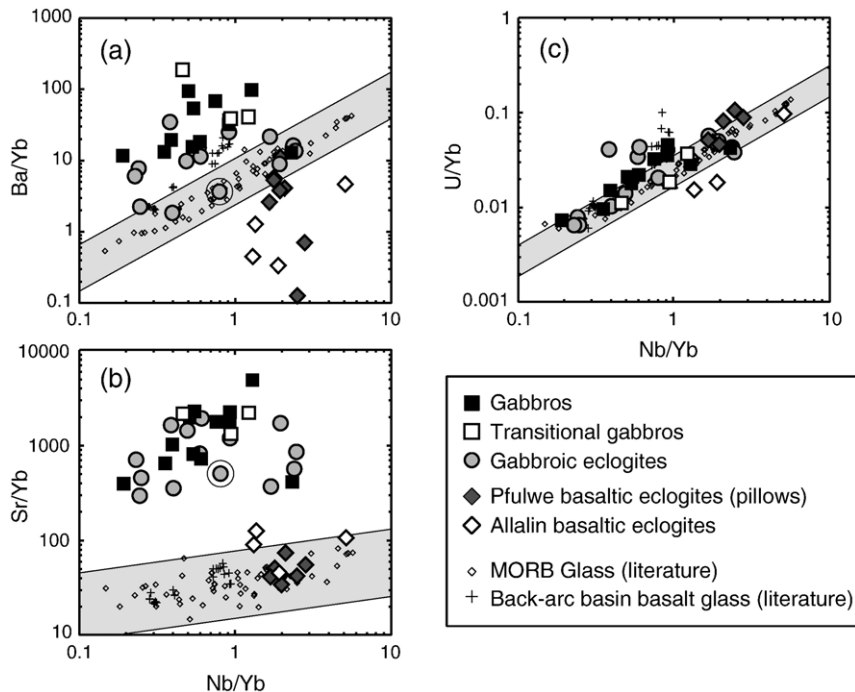 (a)
1000
100
10
1
0.1
Ba/Yb
0.1
1
10
(b)
10000
1000
100
10
Sr/Yb
0.1
1
10
Nb/Yb
(c)
1
0.1
0.01
0.001
U/Yb
0.1
1
10
Nb/Yb
Gabbros
Transitional gabbros
Gabbroic eclogites
Pfulwe basaltic eclogites (pillows)
Allalin basaltic eclogites
MORB Glass (literature)
Back-arc basin basalt glass (literature)